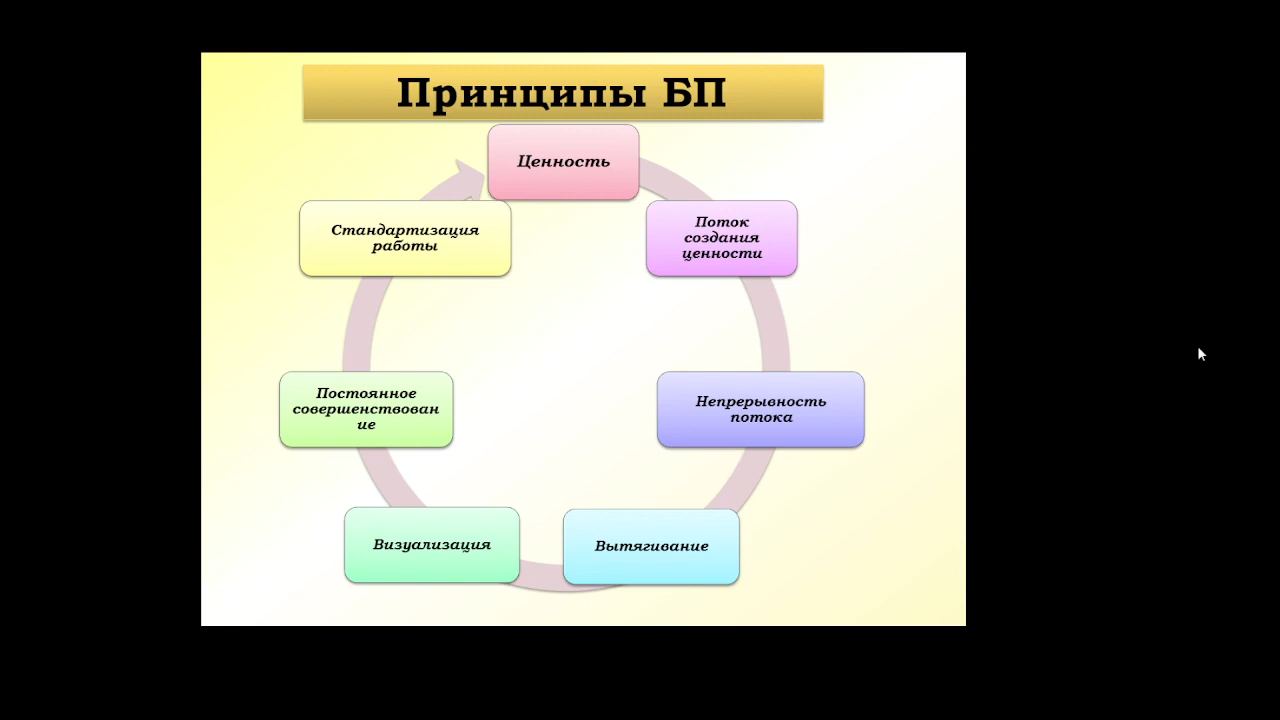 Принципы БП
Ценность
Поток
создания
ценности
Непрерывность
потока
Вытягивание
Визуализация
Постоянное
совершенствован
ие
Стандартизация
работы